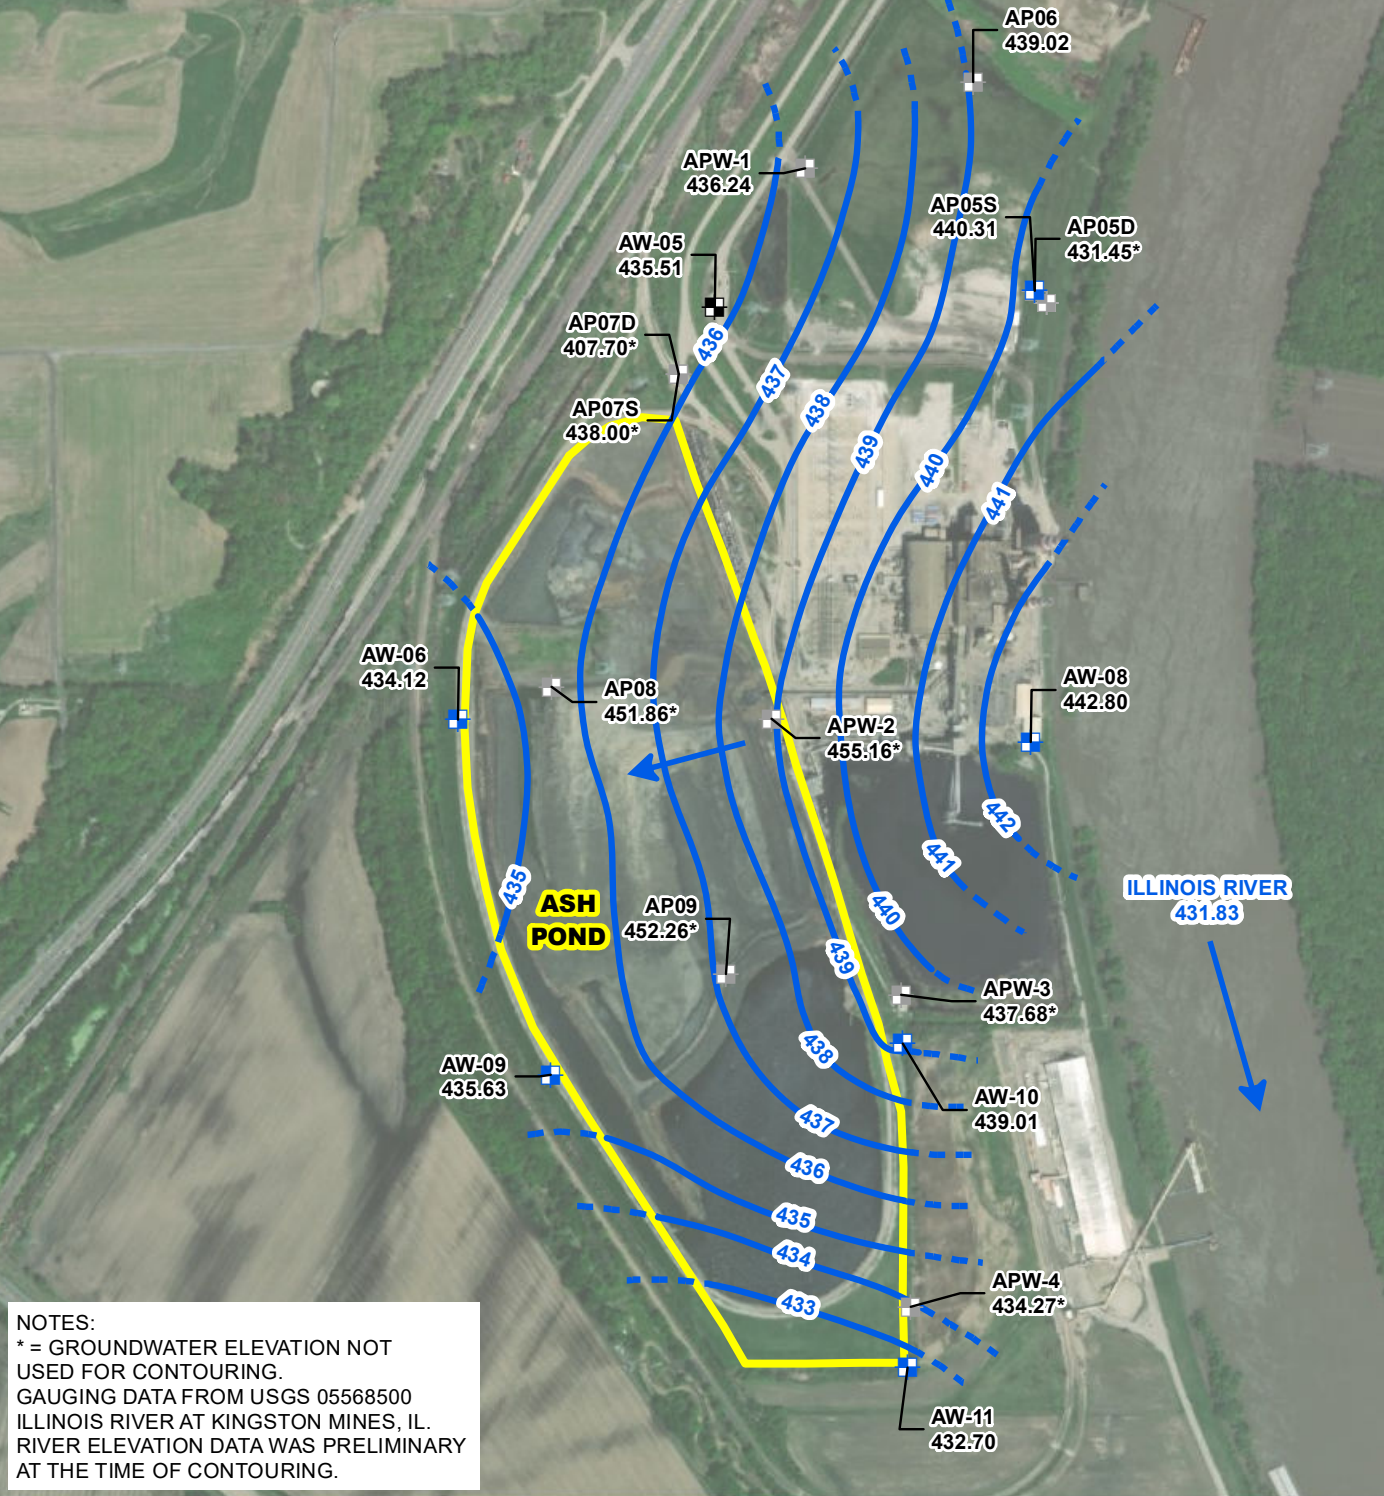 AP06
439.02
APW-1
436.24
AP05S
440.31
AP05D
431.45*
AW-05
435.51
AP07D
407.70*
436
437
438
439
440
441
AP07S
438.00*
AW-06
434.12
AP08
451.86*
APW-2
455.16*
AW-08
442.80
442
441
435
ASH
POND
AP09
452.26*
440
439
ILLINOIS RIVER
431.83
APW-3
437.68*
438
AW-09
435.63
AW-10
439.01
437
436
435
434
433
APW-4
434.27*
AW-11
432.70
NOTES:
* = GROUNDWATER ELEVATION NOT
USED FOR CONTOURING.
GAUGING DATA FROM USGS 05568500
ILLINOIS RIVER AT KINGSTON MINES, IL.
RIVER ELEVATION DATA WAS PRELIMINARY
AT THE TIME OF CONTOURING.